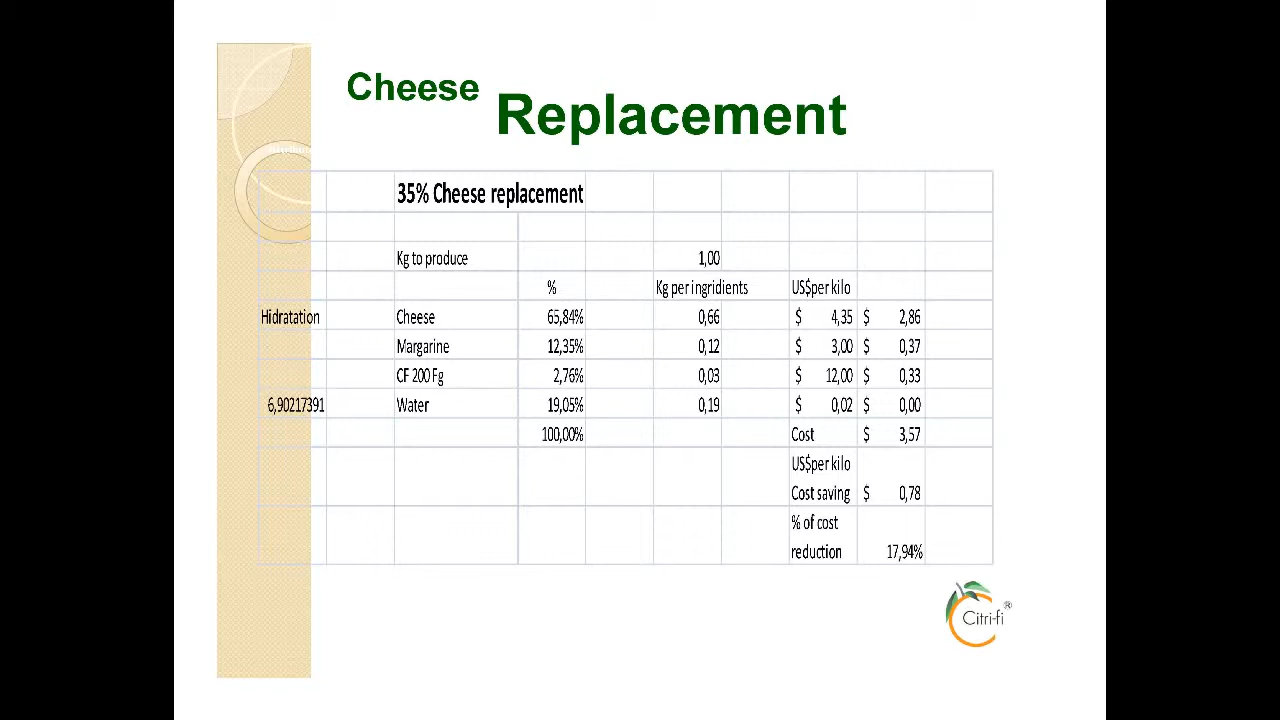 Cheese Replacement
35% Cheese replacement
Kg to produce 1,00
% Kg per ingridients US$per kilo
Hidratation Cheese 65,84% 0,66 $ 4,35 $ 2,86
Margarine 12,35% 0,12 $ 3,00 $ 0,37
CF 200 Fg 2,76% 0,03 $ 12,00 $ 0,33
6,90217391 Water 19,05% 0,19 $ 0,02 $ 0,00
100,00% Cost $ 3,57
US$per kilo
Cost saving $ 0,78
% of cost
reduction 17,94%
Citri-fi ®